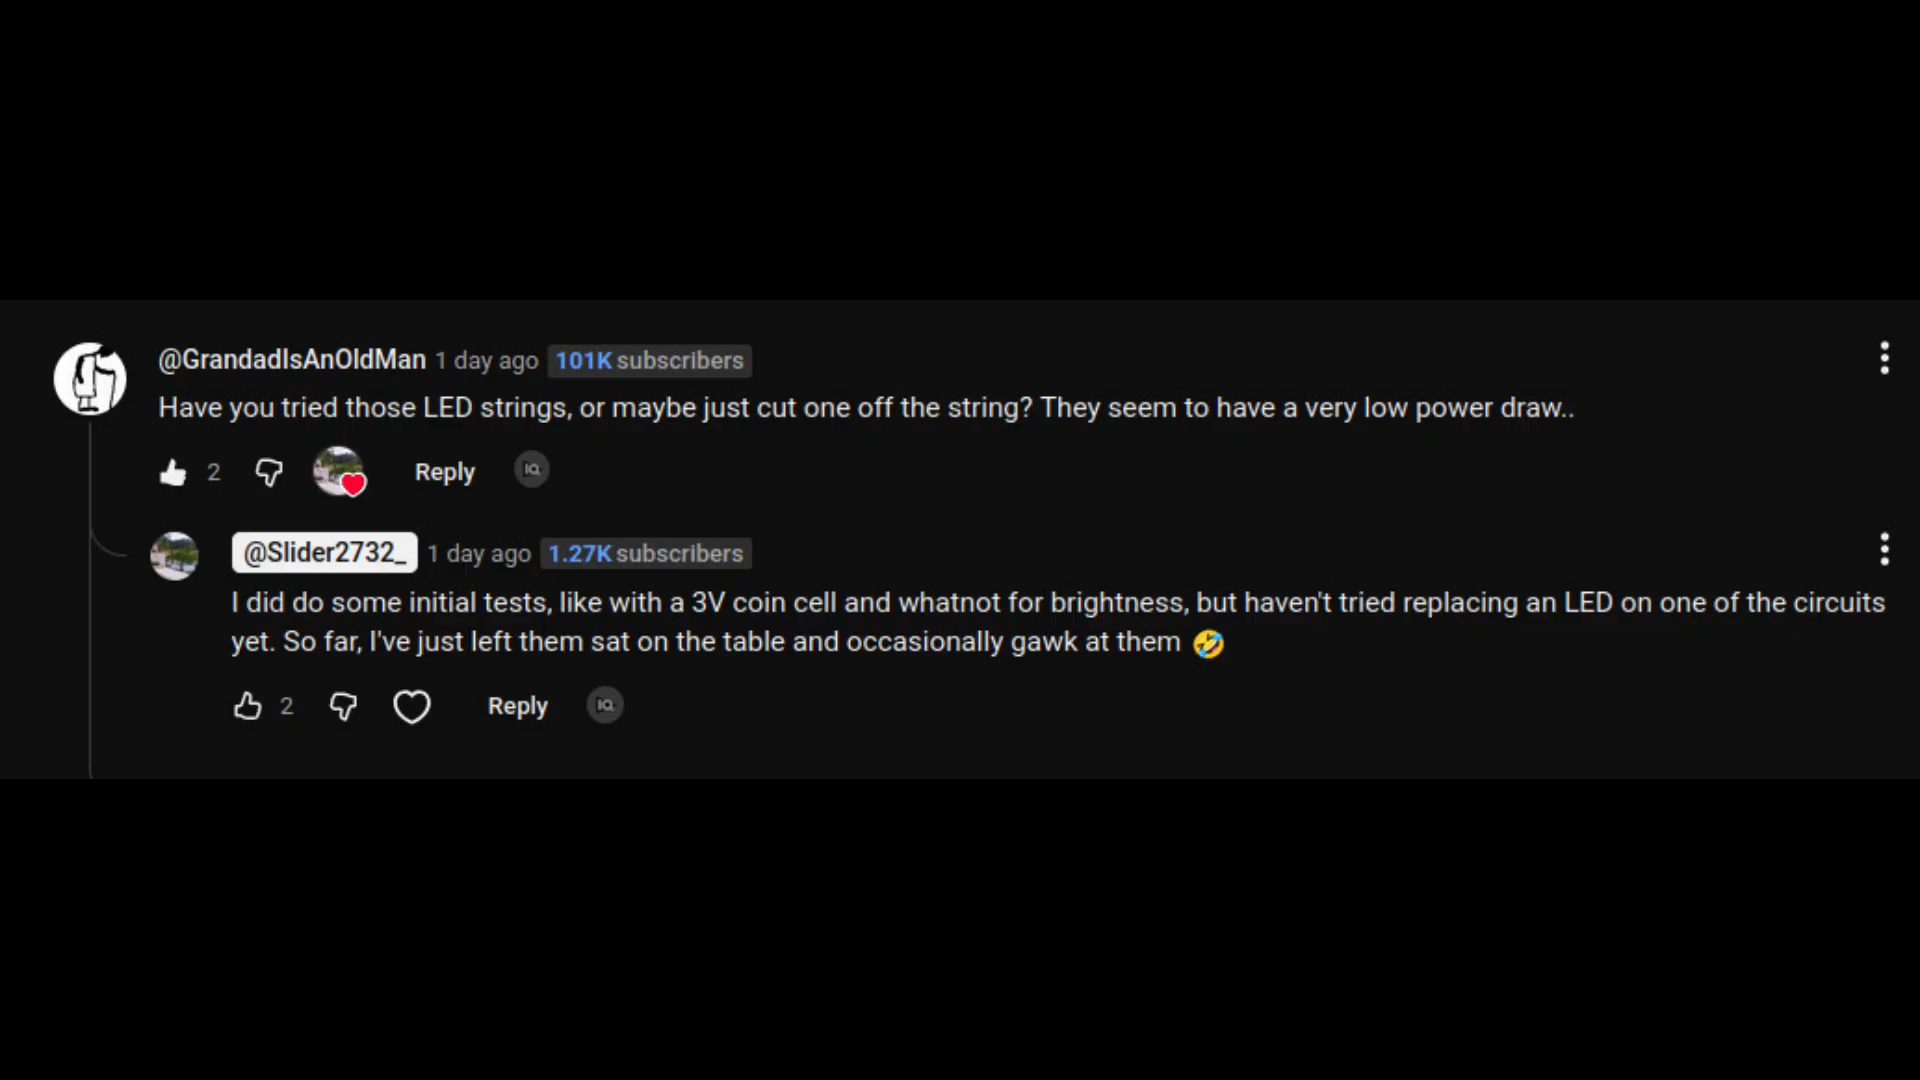 @GrandadIsAnOldMan 1 day ago 101K subscribers
Have you tried those LED strings, or maybe just cut one off the string? They seem to have a very low power draw..
2 Reply IQ
@Slider2732_ 1 day ago 1.27K subscribers
I did do some initial tests, like with a 3V coin cell and whatnot for brightness, but haven't tried replacing an LED on one of the circuits
yet. So far, I've just left them sat on the table and occasionally gawk at them 🤣
2 Reply IQ